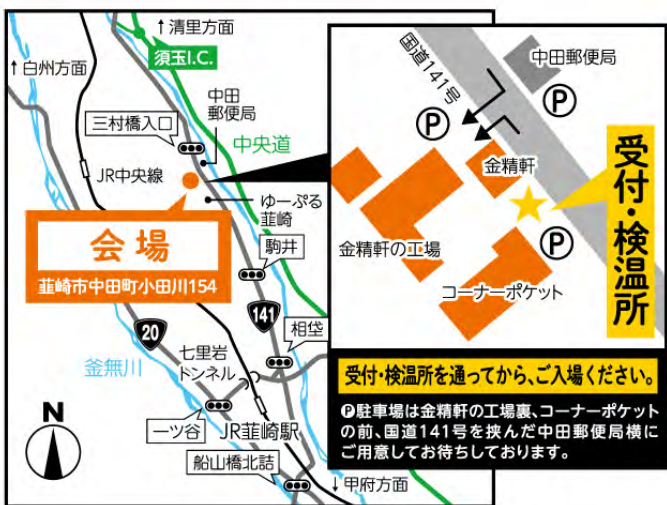 ↑清里方面
須玉I.C.
↑白州方面
中田
郵便局
三村橋入口
中央道
JR中央線
ゆーぷる
韮崎
会場
韮崎市中田町小田川154
駒井
141
20
相垈
七里岩
トンネル
釜無川
N
一ツ谷
JR韮崎駅
船山橋北詰
↓甲府方面
国道141号
中田郵便局
P
P
金精軒
受付・検温所
P
金精軒の工場
コーナーポケット
受付・検温所を通ってから、ご入場ください。
Ⓟ駐車場は金精軒の工場裏、コーナーポケット
の前、国道141号を挟んだ中田郵便局横に
ご用意してお待ちしております。